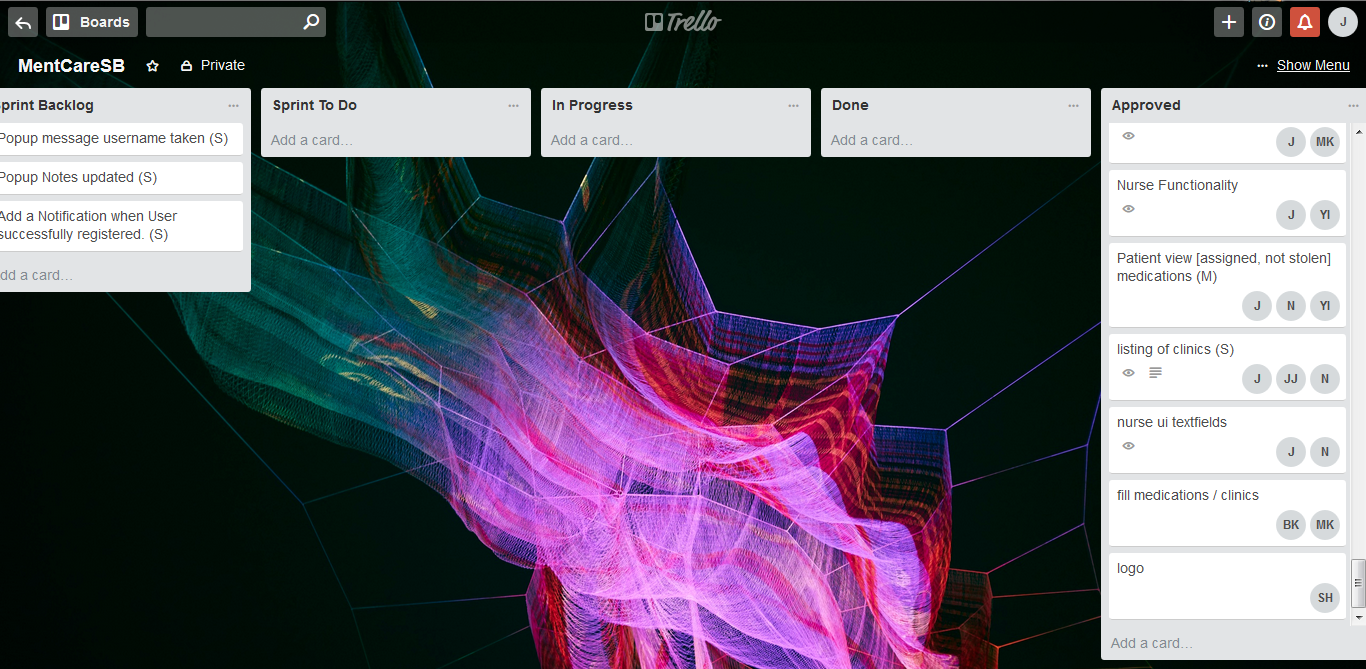 Boards
Trello
J
MentCareSB
Private
... Show Menu
print Backlog ...
Popup message username taken (S)
Popup Notes updated (S)
Add a Notification when User
successfully registered. (S)
dd a card…
Sprint To Do ...
Add a card…
In Progress ...
Add a card…
Done ...
Add a card…
Approved ...
J MK
Nurse Functionality
J YI
Patient view [assigned, not stolen]
medications (M)
J N YI
listing of clinics (S)
J JJ N
nurse ui textfields
J N
fill medications / clinics
BK MK
logo
SH
Add a card…